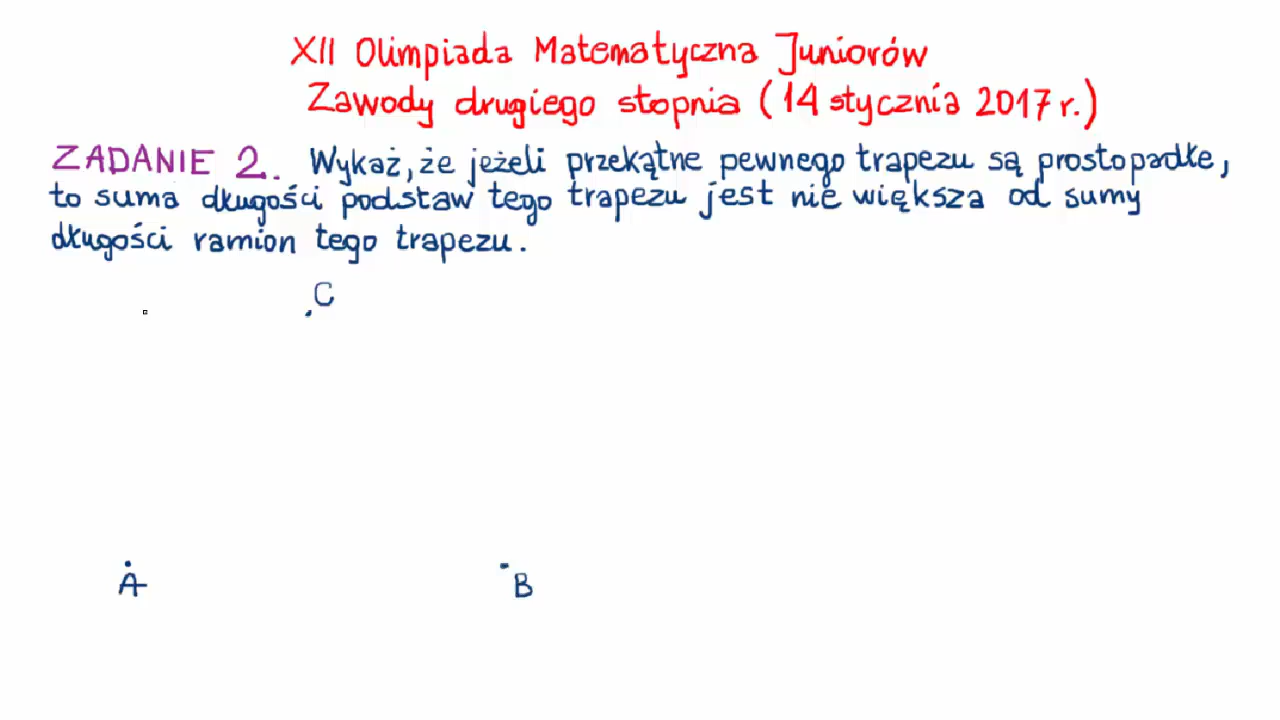 XII Olimpiada Matematyczna Juniorów
Zawody drugiego stopnia (14 stycznia 2017 r.)
ZADANIE 2. Wykaż, że jeżeli przekątne pewnego trapezu są prostopadłe,
to suma długości podstaw tego trapezu jest nie większa od sumy
długości ramion tego trapezu.
C
A
B